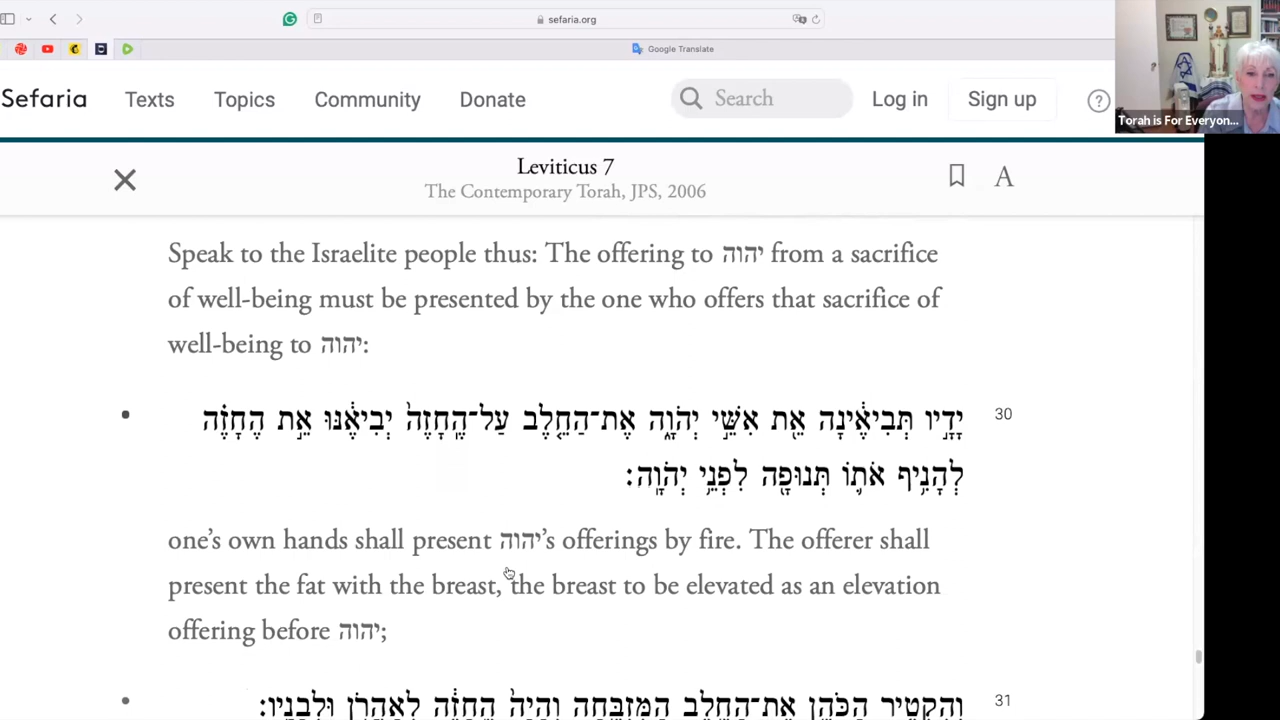 sefaria.org
Google Translate
Sefaria Texts Topics Community Donate Search Log in Sign up ?
Torah is For Everyon...
Leviticus 7
The Contemporary Torah, JPS, 2006
A
Speak to the Israelite people thus: The offering to יהוה from a sacrifice
of well-being must be presented by the one who offers that sacrifice of
well-being to יהוה:
30
יָדָ֣יו תְּבִיאֶ֔ינָה אֵ֖ת אִשֵּׁ֣י יְהֹוָ֑ה אֶת־הַחֵ֤לֶב עַל־הֶֽחָזֶה֙ יְבִיאֶ֔נּוּ אֵ֣ת הֶחָזֶ֗ה
לְהָנִ֥יף אֹת֛וֹ תְּנוּפָ֖ה לִפְנֵ֥י יְהֹוָֽה׃
one's own hands shall present יהוה's offerings by fire. The offerer shall
present the fat with the breast, the breast to be elevated as an elevation
offering before יהוה;
31
וְהִקְטִ֧יר הַכֹּהֵ֛ן אֶת־הַחֵ֖לֶב הַמִּזְבֵּ֑חָה וְהָיָה֙ הֶֽחָזֶ֔ה לְאַהֲרֹ֖ן וּלְבָנָֽיו׃